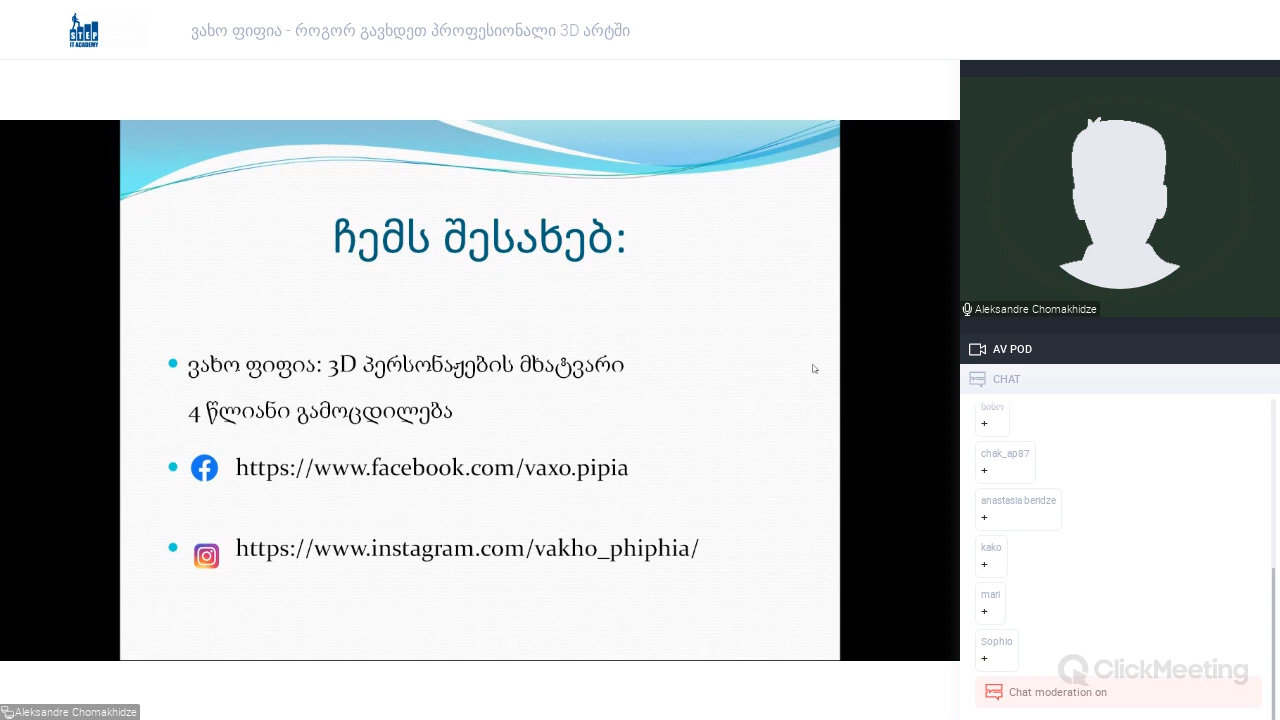 STEP
IT ACADEMY
ვახო ფიფია - როგორ გავხდეთ პროფესიონალი 3D არტში
ჩემს შესახებ:
ვახო ფიფია: 3D პერსონაჟების მხატვარი
4 წლიანი გამოცდილება
https://www.facebook.com/vaxo.pipia
https://www.instagram.com/vakho_phiphia/
Aleksandre Chomakhidze
Aleksandre Chomakhidze
AV POD
CHAT
+
chak_ap87
+
anastasia beridze
+
kako
+
mari
+
Sophio
+
ClickMeeting
Chat moderation on